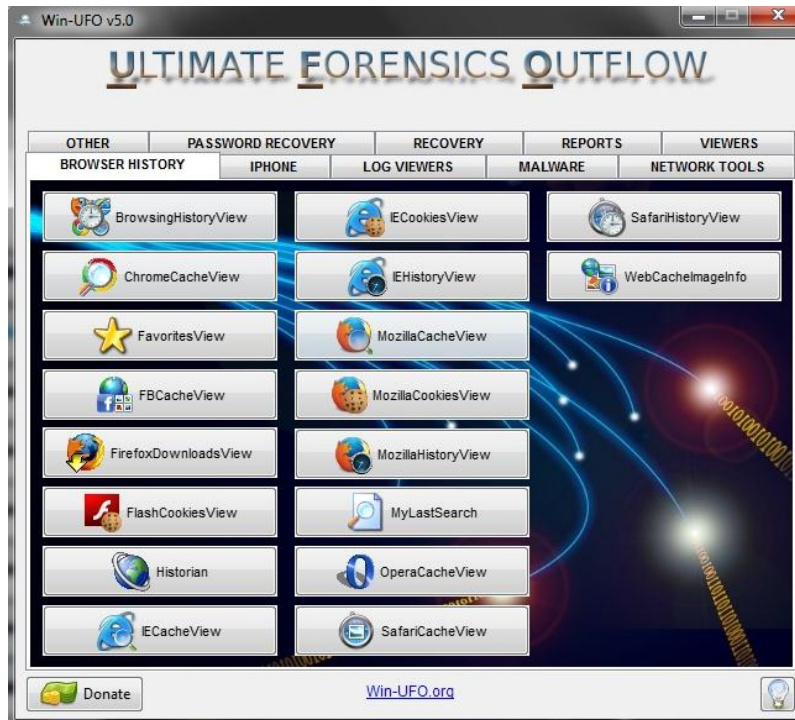 Win-UFO v5.0
ULTIMATE FORENSICS OUTFLOW
OTHER
PASSWORD RECOVERY
RECOVERY
REPORTS
VIEWERS
BROWSER HISTORY
IPHONE
LOG VIEWERS
MALWARE
NETWORK TOOLS
BrowsingHistoryView
IECookiesView
SafariHistoryView
ChromeCacheView
IEHistoryView
WebCacheImageInfo
FavoritesView
MozillaCacheView
FBCacheView
MozillaCookiesView
FirefoxDownloadsView
MozillaHistoryView
FlashCookiesView
MyLastSearch
Historian
OperaCacheView
IECacheView
SafariCacheView
Donate
Win-UFO.org